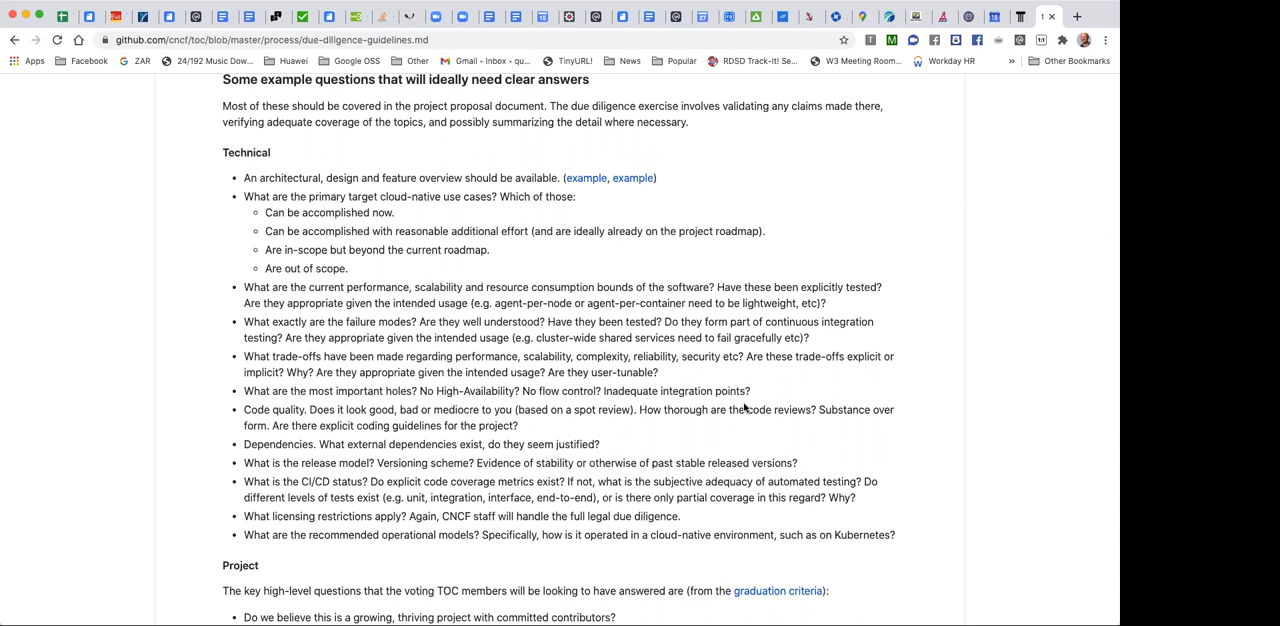 1
github.com/cncf/toc/blob/master/process/due-diligence-guidelines.md
Apps Facebook ZAR 24/192 Music Dow... Huawei Google OSS Other Gmail - Inbox - qu... TinyURL! News Popular RDSD Track-It! Se... W3 Meeting Room... Workday HR » Other Bookmarks
Some example questions that will ideally need clear answers
Most of these should be covered in the project proposal document. The due diligence exercise involves validating any claims made there,
verifying adequate coverage of the topics, and possibly summarizing the detail where necessary.
Technical
• An architectural, design and feature overview should be available. (example, example)
• What are the primary target cloud-native use cases? Which of those:
Can be accomplished now.
Can be accomplished with reasonable additional effort (and are ideally already on the project roadmap).
Are in-scope but beyond the current roadmap.
Are out of scope.
• What are the current performance, scalability and resource consumption bounds of the software? Have these been explicitly tested?
Are they appropriate given the intended usage (e.g. agent-per-node or agent-per-container need to be lightweight, etc)?
• What exactly are the failure modes? Are they well understood? Have they been tested? Do they form part of continuous integration
testing? Are they appropriate given the intended usage (e.g. cluster-wide shared services need to fail gracefully etc)?
• What trade-offs have been made regarding performance, scalability, complexity, reliability, security etc? Are these trade-offs explicit or
implicit? Why? Are they appropriate given the intended usage? Are they user-tunable?
• What are the most important holes? No High-Availability? No flow control? Inadequate integration points?
• Code quality. Does it look good, bad or mediocre to you (based on a spot review). How thorough are the code reviews? Substance over
form. Are there explicit coding guidelines for the project?
• Dependencies. What external dependencies exist, do they seem justified?
• What is the release model? Versioning scheme? Evidence of stability or otherwise of past stable released versions?
• What is the CI/CD status? Do explicit code coverage metrics exist? If not, what is the subjective adequacy of automated testing? Do
different levels of tests exist (e.g. unit, integration, interface, end-to-end), or is there only partial coverage in this regard? Why?
• What licensing restrictions apply? Again, CNCF staff will handle the full legal due diligence.
• What are the recommended operational models? Specifically, how is it operated in a cloud-native environment, such as on Kubernetes?
Project
The key high-level questions that the voting TOC members will be looking to have answered are (from the graduation criteria):
• Do we believe this is a growing, thriving project with committed contributors?